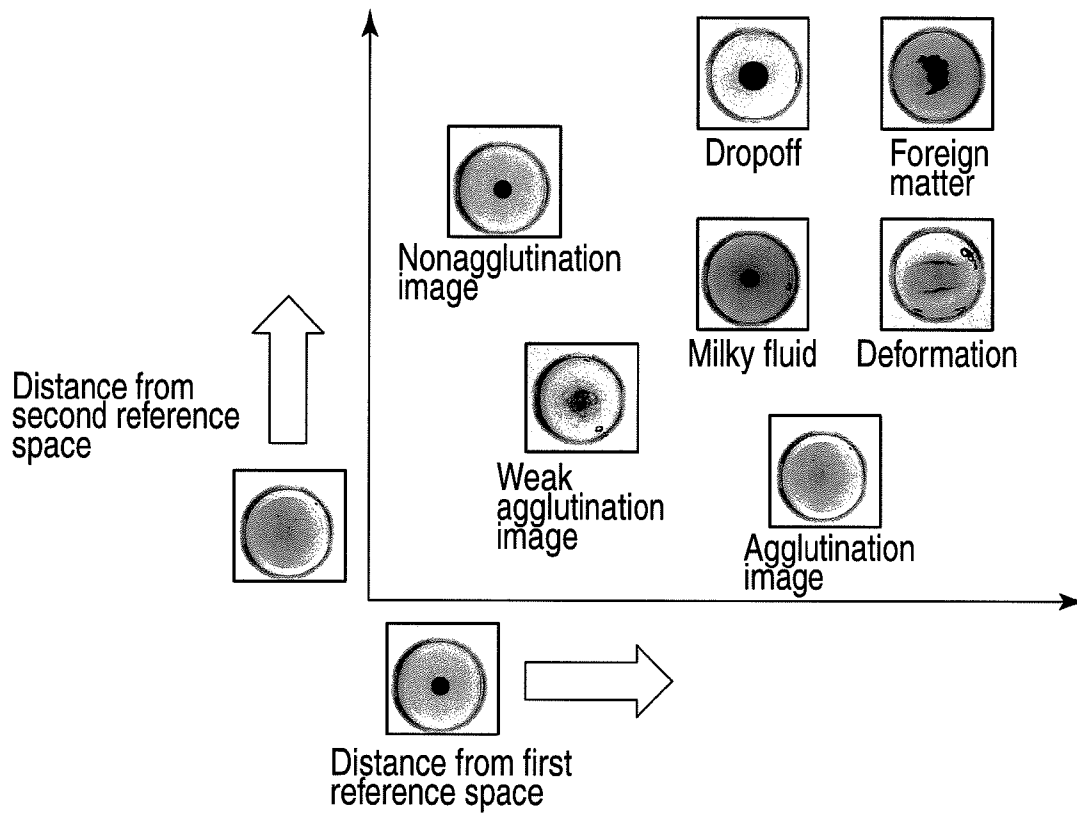 Dropoff
Foreign
matter
Nonagglutination
image
Milky fluid
Deformation
Distance from
second reference
space
Weak
agglutination
image
Agglutination
image
Distance from first
reference space